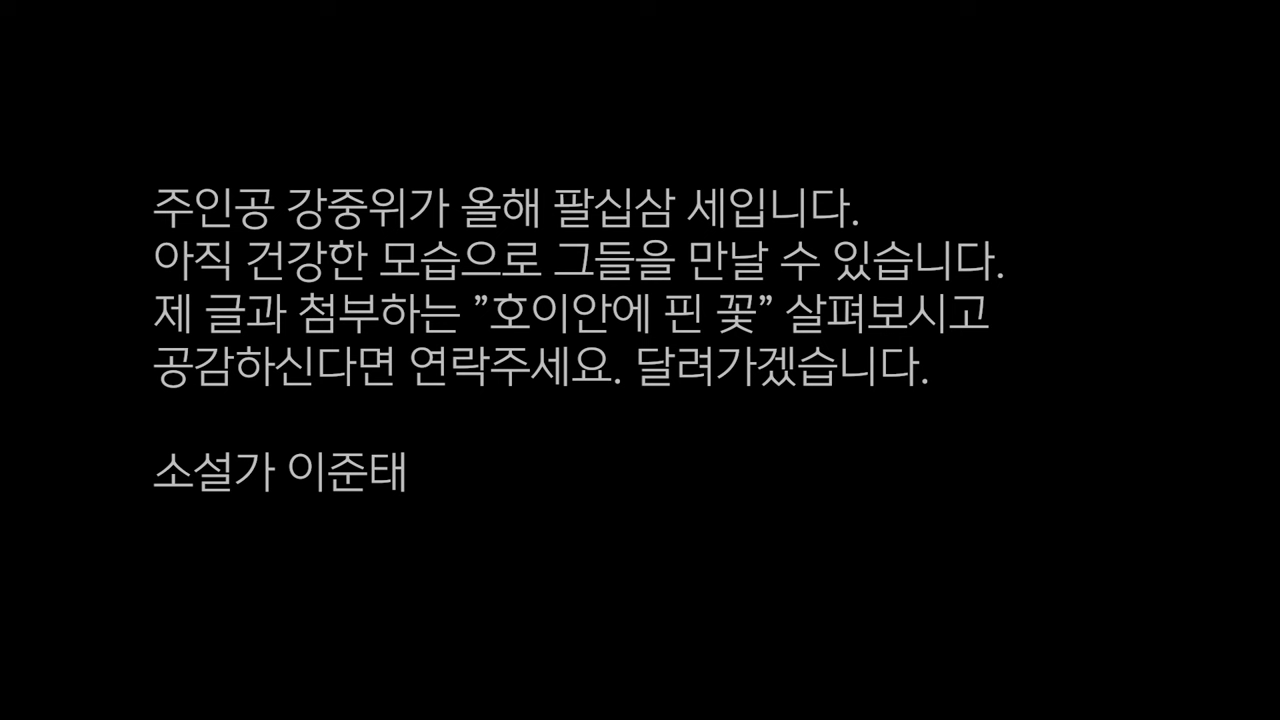 주인공 강중위가 올해 팔십삼 세입니다.
아직 건강한 모습으로 그들을 만날 수 있습니다.
제 글과 첨부하는 ”호이안에 핀 꽃” 살펴보시고
공감하신다면 연락주세요. 달려가겠습니다.
소설가 이준태